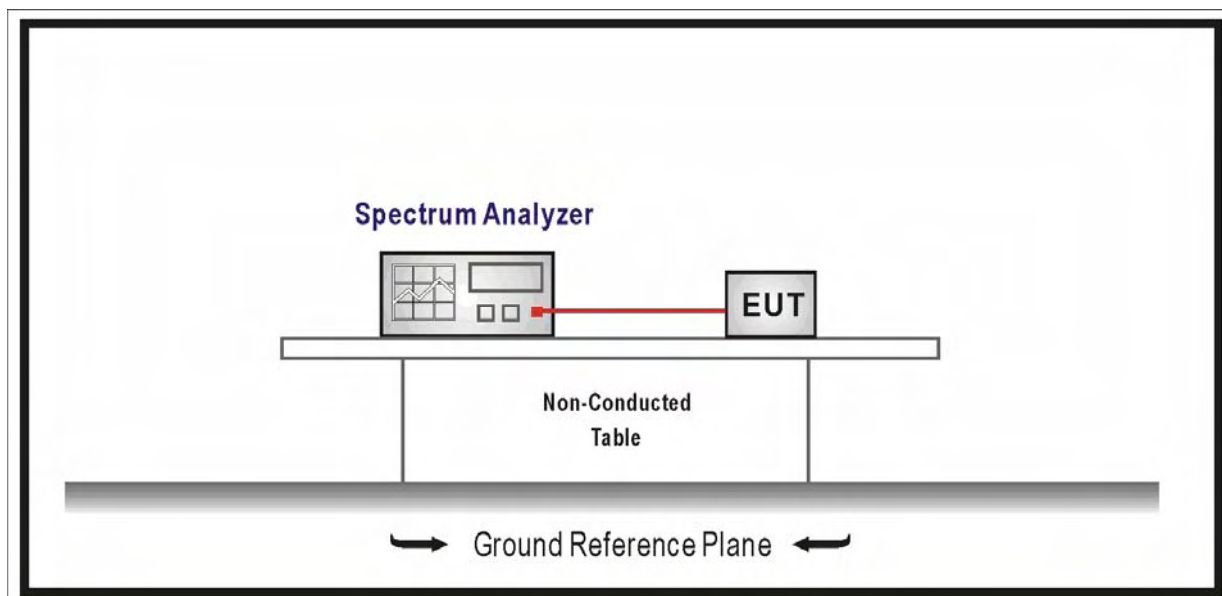 Spectrum Analyzer
EUT
Non-Conducted
Table
Ground Reference Plane